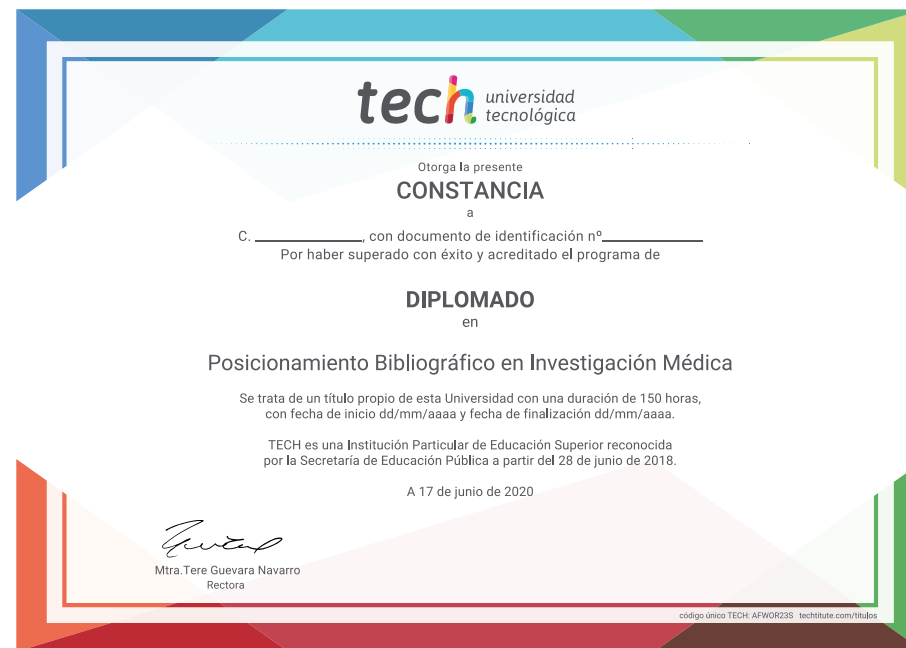 tech universidad
tecnológica
Otorga la presente
CONSTANCIA
a
C. ____________, con documento de identificación nº____________
Por haber superado con éxito y acreditado el programa de
DIPLOMADO
en
Posicionamiento Bibliográfico en Investigación Médica
Se trata de un título propio de esta Universidad con una duración de 150 horas,
con fecha de inicio dd/mm/aaaa y fecha de finalización dd/mm/aaaa.
TECH es una Institución Particular de Educación Superior reconocida
por la Secretaría de Educación Pública a partir del 28 de junio de 2018.
A 17 de junio de 2020
Mtra.Tere Guevara Navarro
Rectora
código único TECH: AFWOR23S techtitute.com/titulos